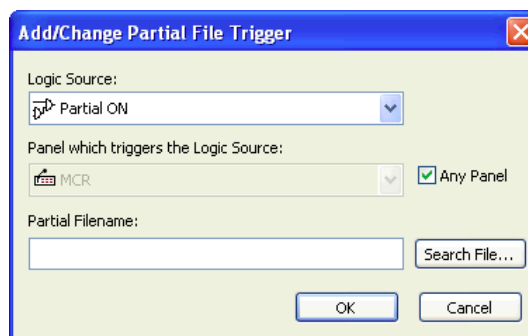 Add/Change Partial File Trigger
Logic Source:
Partial ON
Panel which triggers the Logic Source:
MCR
Any Panel
Partial Filename:
Search File...
OK
Cancel